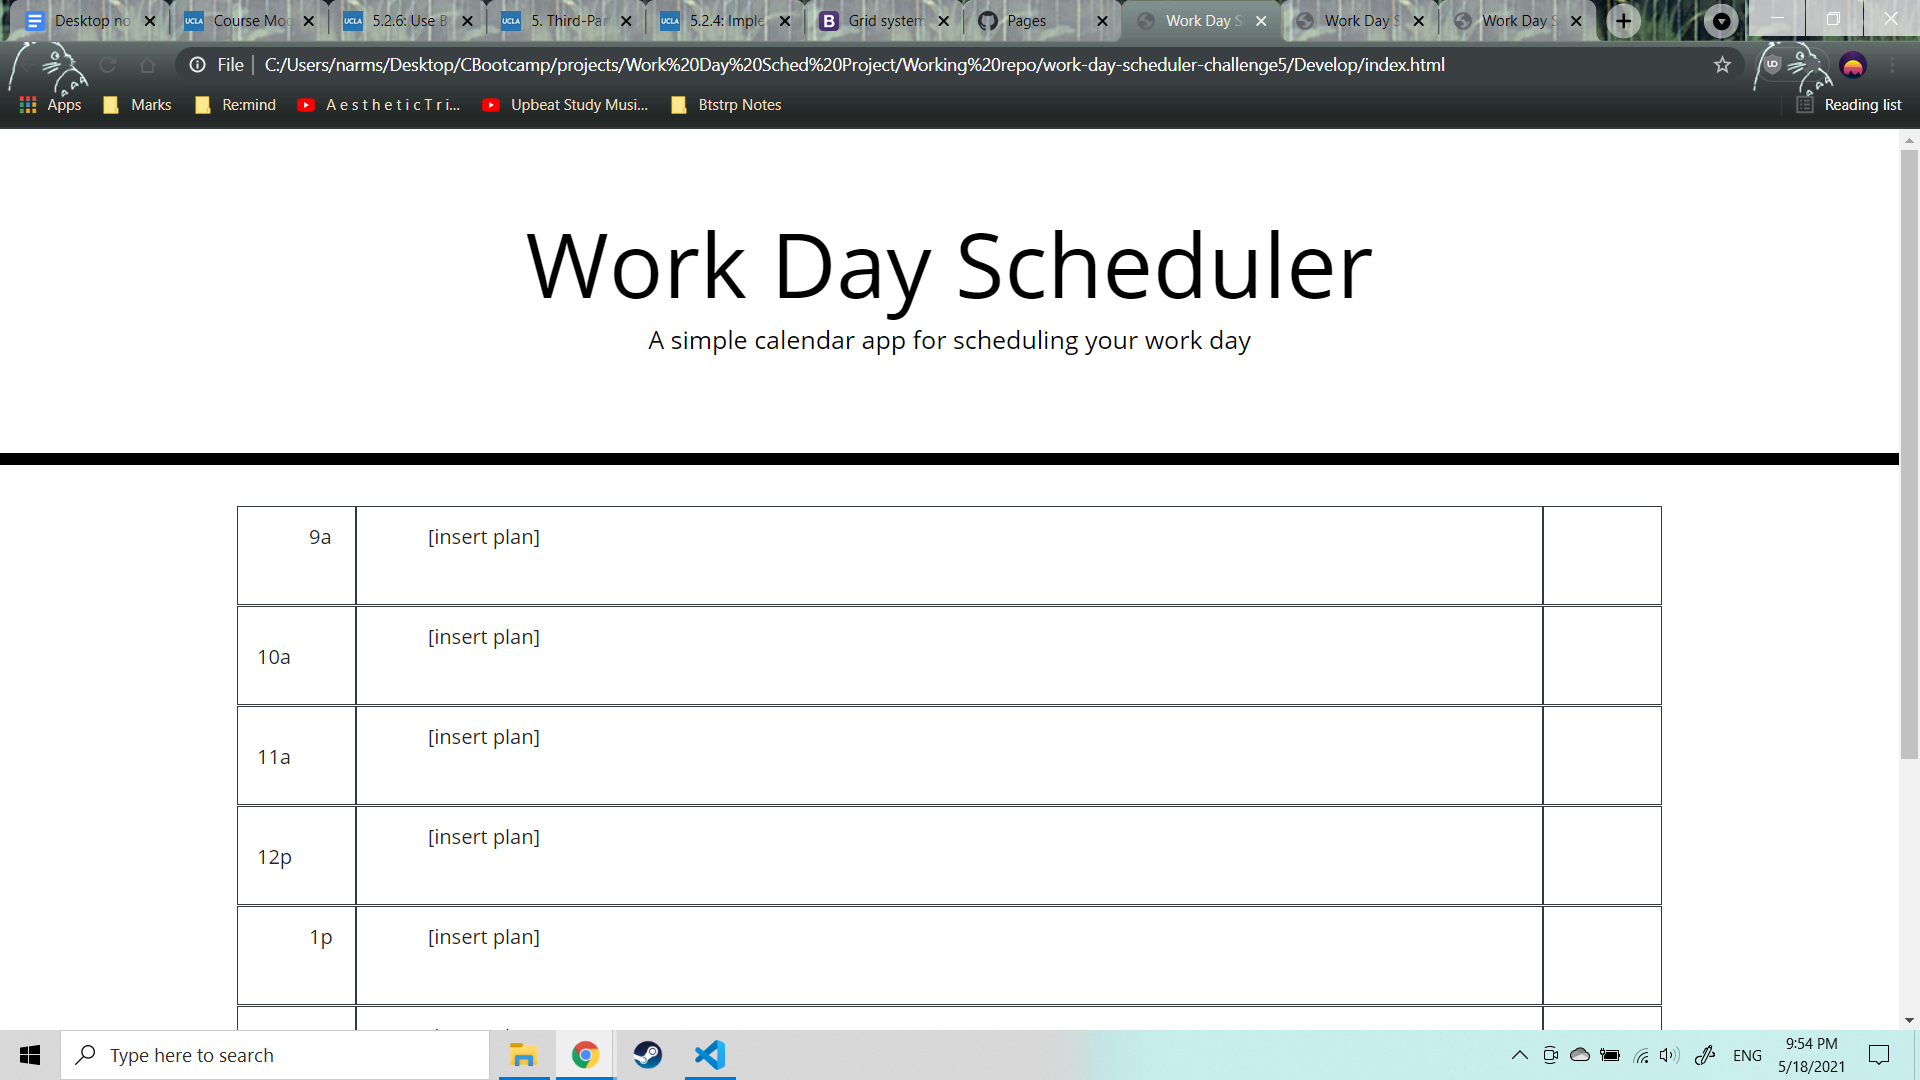 Desktop no
Course Mod
5.2.6: Use B
5. Third-Par
5.2.4: Imple
Grid system
Pages
Work Day S
Work Day S
Work Day S
File
C:/Users/narms/Desktop/CBootcamp/projects/Work%20Day%20Sched%20Project/Working%20repo/work-day-scheduler-challenge5/Develop/index.html
Apps
Marks
Re:mind
A e s t h e t i c T r i...
Upbeat Study Musi...
Btstrp Notes
Reading list
Work Day Scheduler
A simple calendar app for scheduling your work day
9a [insert plan]
10a [insert plan]
11a [insert plan]
12p [insert plan]
1p [insert plan]
Type here to search
ENG
9:54 PM
5/18/2021